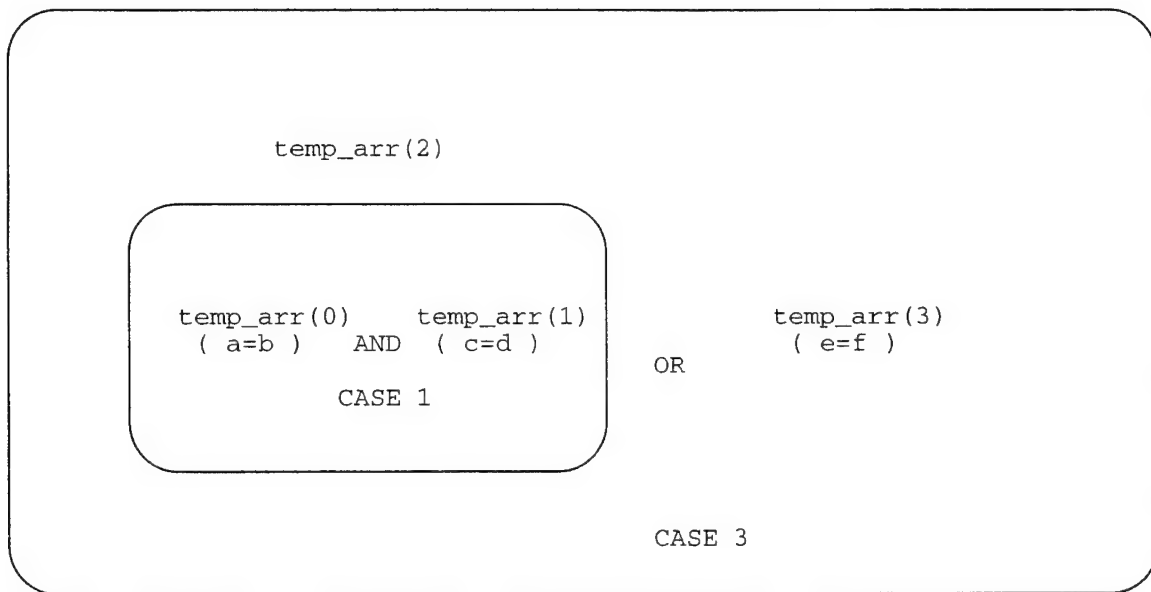 temp_arr(2)
temp_arr(0) temp_arr(1) temp_arr(3)
( a=b ) AND ( c=d ) ( e=f )
OR
CASE 1
CASE 3